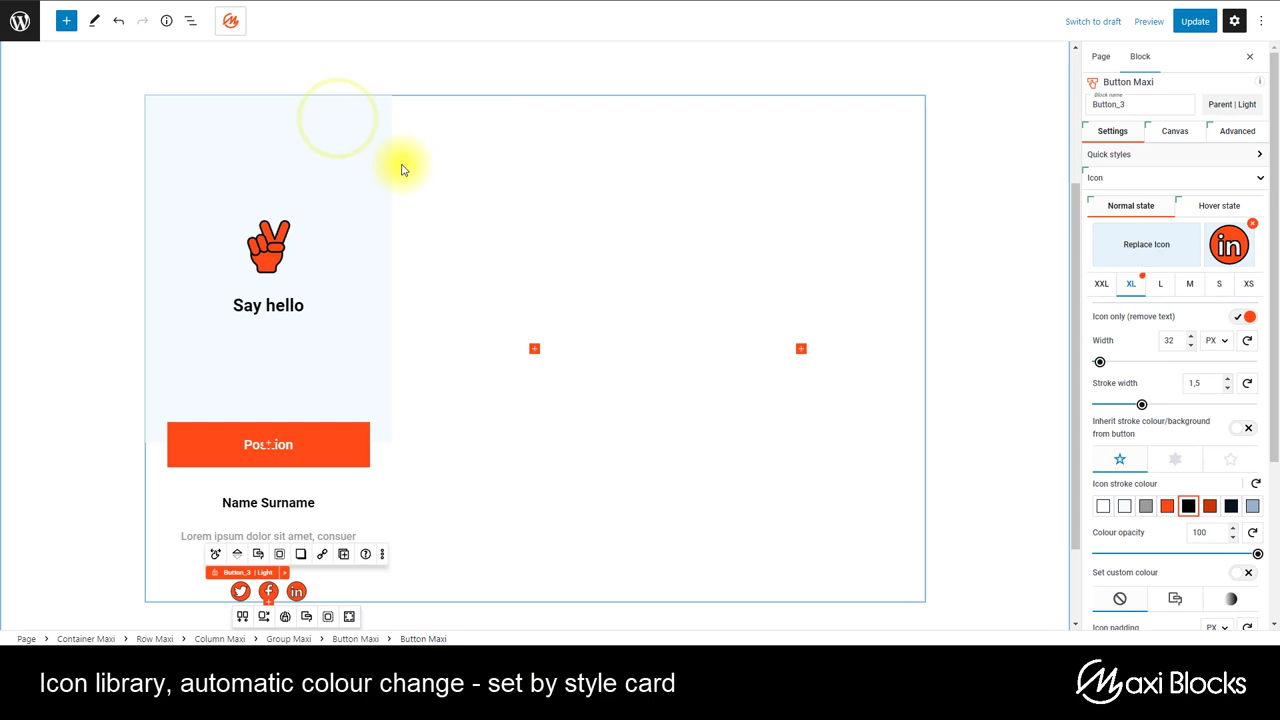 Switch to draft
Preview
Update
Page
Block
Button Maxi
Block name
Button_3
Parent | Light
Settings
Canvas
Advanced
Quick styles
Icon
Normal state
Hover state
Replace Icon
in
XXL
XL
L
M
S
XS
Icon only (remove text)
Width
32
PX
Stroke width
1,5
Inherit stroke colour/background
from button
Icon stroke colour
Colour opacity
100
Set custom colour
Icon padding
PX
Say hello
Name Surname
Lorem ipsum dolor sit amet, consuer
Button_3 | Light
in
Page
Container Maxi
Row Maxi
Column Maxi
Group Maxi
Button Maxi
Button Maxi
Icon library, automatic colour change - set by style card
Maxi Blocks